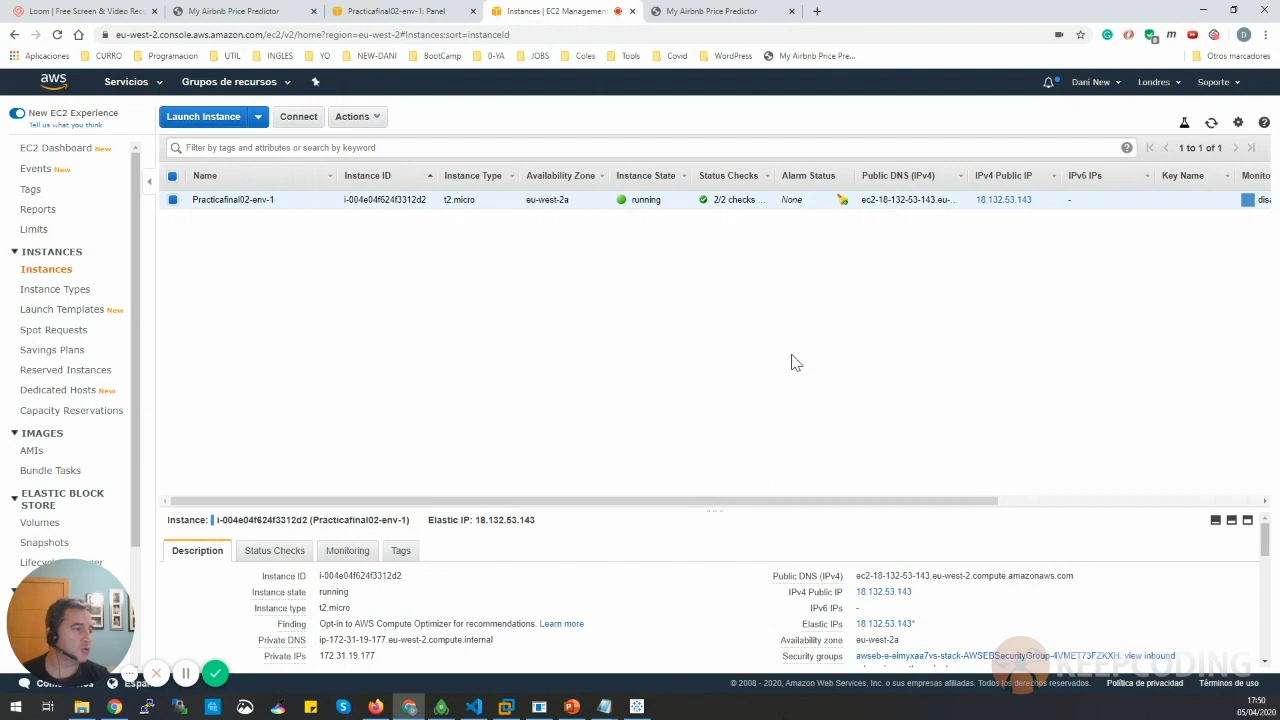 Loom | Free Screen & Video Rec
My Airbnb Price Predictor
Practicafinal02-env-1: Panel
Instances | EC2 Managemen
My Airbnb Price Predictor
eu-west-2.console.aws.amazon.com/ec2/v2/home?region=eu-west-2#Instances:sort=instanceId
Aplicaciones CURRO Programacion UTIL INGLES YO NEW-DANI BootCamp 0-YA JOBS Coles Tools Covid WordPress My Airbnb Price Pre... Otros marcadores
aws Servicios Grupos de recursos Dani New Londres Soporte
New EC2 Experience
Tell us what you think
EC2 Dashboard New
Events New
Tags
Reports
Limits
INSTANCES
Instances
Instance Types
Launch Templates New
Spot Requests
Savings Plans
Reserved Instances
Dedicated Hosts New
Capacity Reservations
IMAGES
AMIs
Bundle Tasks
ELASTIC BLOCK
STORE
Volumes
Snapshots
Launch Instance Connect Actions
Filter by tags and attributes or search by keyword
1 to 1 of 1
Name Instance ID Instance Type Availability Zone Instance State Status Checks Alarm Status Public DNS (IPv4) IPv4 Public IP IPv6 IPs Key Name Monito
Practicafinal02-env-1 i-004e04f624f3312d2 t2.micro eu-west-2a running 2/2 checks ... None ec2-18-132-53-143.eu-... 18.132.53.143 - disa
Instance: i-004e04f624f3312d2 (Practicafinal02-env-1) Elastic IP: 18.132.53.143
Description Status Checks Monitoring Tags
Instance ID i-004e04f624f3312d2
Instance state running
Instance type t2.micro
Finding Opt-in to AWS Compute Optimizer for recommendations. Learn more
Private DNS ip-172-31-19-177.eu-west-2.compute.internal
Private IPs 172.31.19.177
Public DNS (IPv4) ec2-18-132-53-143.eu-west-2.compute.amazonaws.com
IPv4 Public IP 18.132.53.143
IPv6 IPs -
Elastic IPs 18.132.53.143*
Availability zone eu-west-2a
Security groups awseb-e-eimyxaa7vs-stack-AWSEBSecurityGroup-4VMET73FZKXH. view inbound
KEEPCODING
© 2008 - 2020, Amazon Web Services, Inc. o sus empresas afiliadas. Todos los derechos reservados. Política de privacidad Términos de uso
17:50
05/04/2020